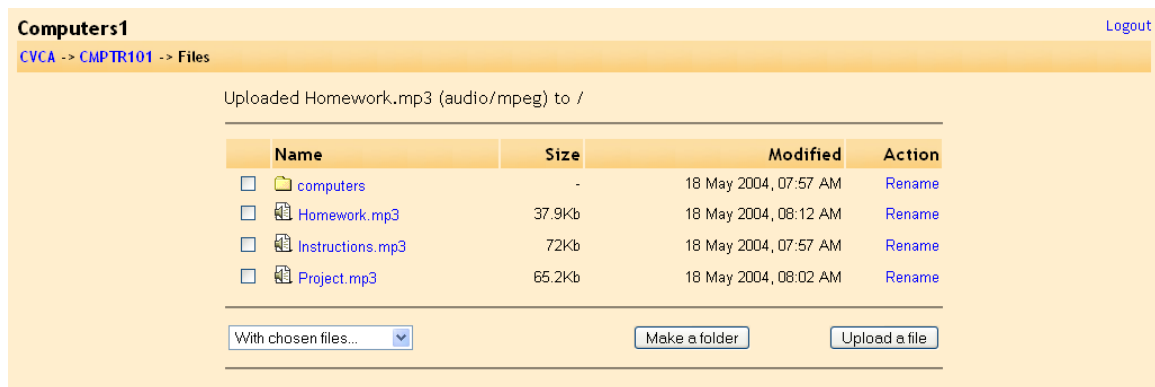 Computers1 Logout
CVCA -> CMPTR101 -> Files
Uploaded Homework.mp3 (audio/mpeg) to /
Name Size Modified Action
computers - 18 May 2004, 07:57 AM Rename
Homework.mp3 37.9Kb 18 May 2004, 08:12 AM Rename
Instructions.mp3 72Kb 18 May 2004, 07:57 AM Rename
Project.mp3 65.2Kb 18 May 2004, 08:02 AM Rename
With chosen files... Make a folder Upload a file